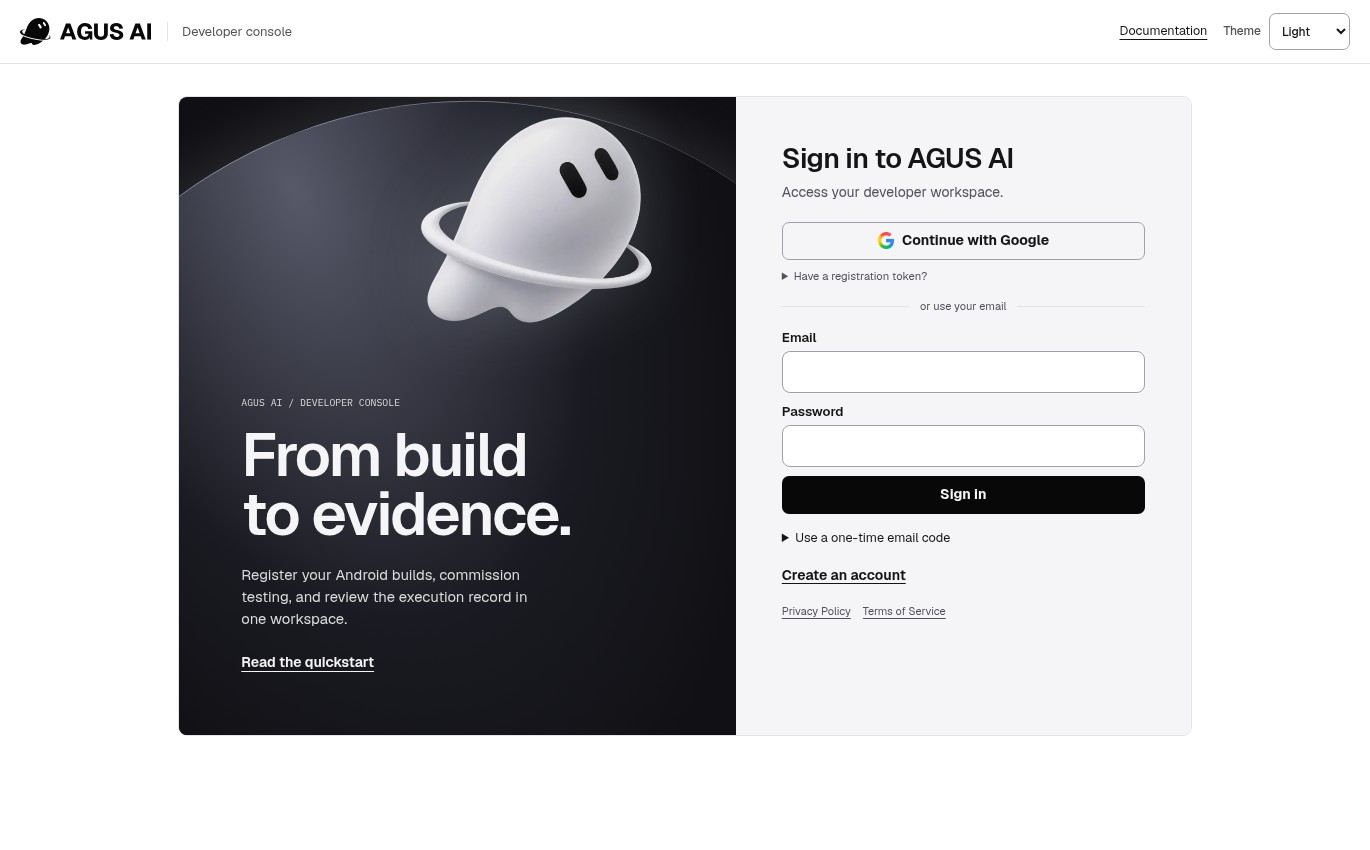 AGUS AI
Developer console
Documentation
Theme
Light
AGUS AI / DEVELOPER CONSOLE
From build
to evidence.
Register your Android builds, commission
testing, and review the execution record in
one workspace.
Read the quickstart
Sign in to AGUS AI
Access your developer workspace.
Continue with Google
Have a registration token?
or use your email
Email
Password
Sign in
Use a one-time email code
Create an account
Privacy Policy
Terms of Service